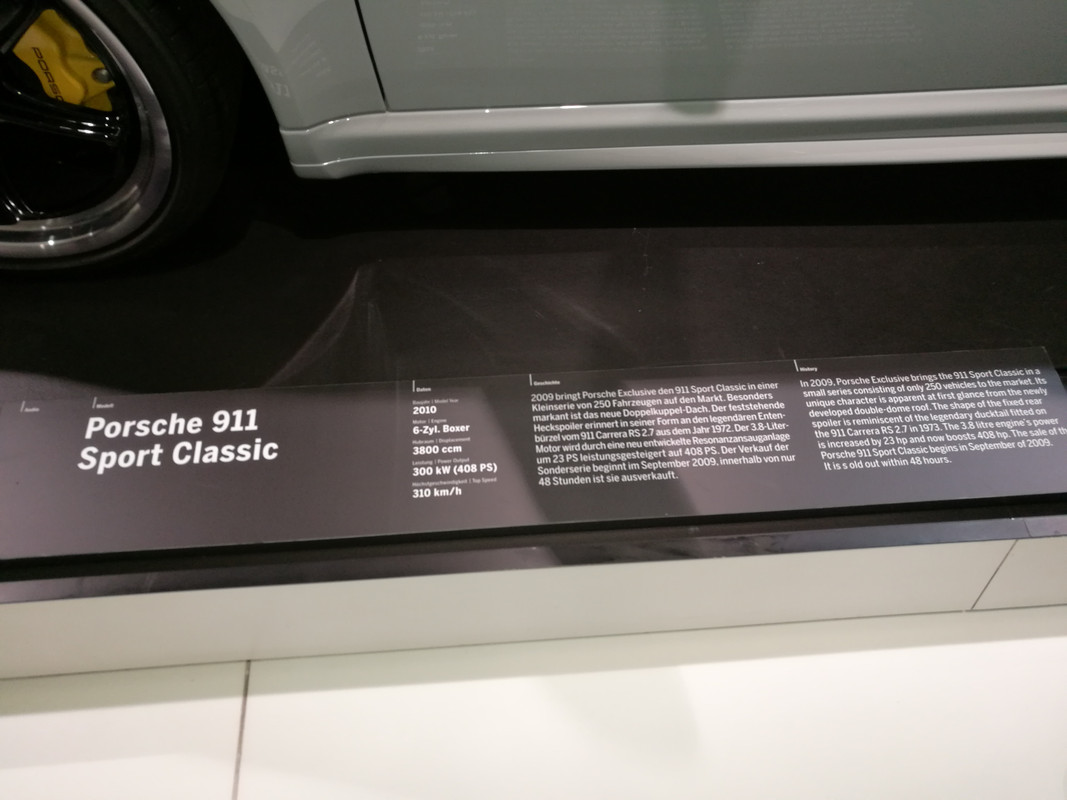 PORSC
Modell
Porsche 911
Sport Classic
Daten
Baujahr | Model Year
2010
Motor | Engine
6-Zyl. Boxer
Hubraum | Displacement
3800 ccm
Leistung | Power Output
300 kW (408 PS)
Höchstgeschwindigkeit | Top Speed
310 km/h
Geschichte
2009 bringt Porsche Exclusive den 911 Sport Classic in einer
Kleinserie von 250 Fahrzeugen auf den Markt. Besonders
markant ist das neue Doppelkuppel-Dach. Der feststehende
Heckspoiler erinnert in seiner Form an den legendären Enten-
bürzel vom 911 Carrera RS 2.7 aus dem Jahr 1972. Der 3.8-Liter-
Motor wird durch eine neu entwickelte Resonanzsauganlage
um 23 PS leistungsgesteigert auf 408 PS. Der Verkauf der
Sonderserie beginnt im September 2009, innerhalb von nur
48 Stunden ist sie ausverkauft.
History
In 2009, Porsche Exclusive brings the 911 Sport Classic in a
small series consisting of only 250 vehicles to the market. Its
unique character is apparent at first glance from the newly
developed double-dome roof. The shape of the fixed rear
spoiler is reminiscent of the legendary ducktail fitted on
the 911 Carrera RS 2.7 in 1973. The 3.8 litre engine's power
is increased by 23 hp and now boosts 408 hp. The sale of the
Porsche 911 Sport Classic begins in September of 2009.
It is sold out within 48 hours.